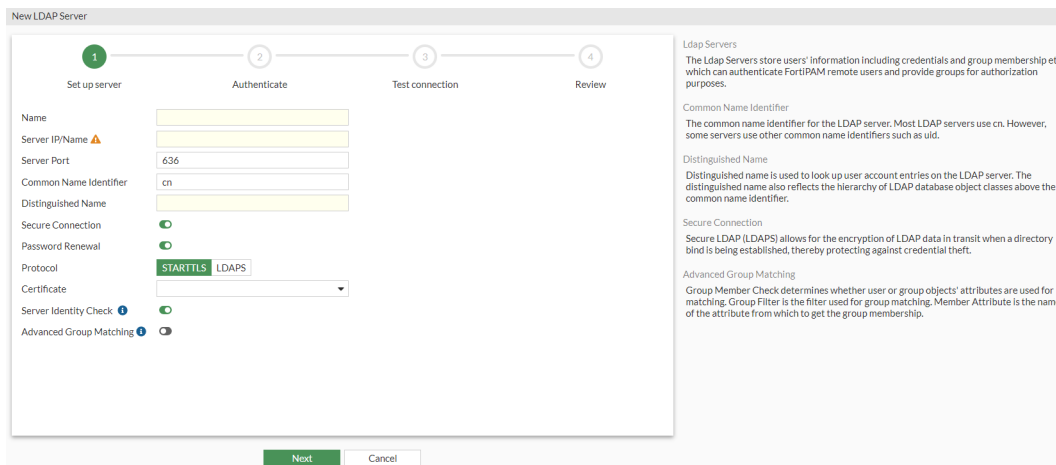 New LDAP Server
1
2
3
4
Set up server
Authenticate
Test connection
Review
Name
Server IP/Name
Server Port 636
Common Name Identifier cn
Distinguished Name
Secure Connection
Password Renewal
Protocol STARTTLS LDAPS
Certificate
Server Identity Check
Advanced Group Matching
Next
Cancel
Ldap Servers
The Ldap Servers store users' information including credentials and group membership et
which can authenticate FortiPAM remote users and provide groups for authorization
purposes.
Common Name Identifier
The common name identifier for the LDAP server. Most LDAP servers use cn. However,
some servers use other common name identifiers such as uid.
Distinguished Name
Distinguished name is used to look up user account entries on the LDAP server. The
distinguished name also reflects the hierarchy of LDAP database object classes above the
common name identifier.
Secure Connection
Secure LDAP (LDAPS) allows for the encryption of LDAP data in transit when a directory
bind is being established, thereby protecting against credential theft.
Advanced Group Matching
Group Member Check determines whether user or group objects' attributes are used for
matching. Group Filter is the filter used for group matching. Member Attribute is the nam
of the attribute from which to get the group membership.